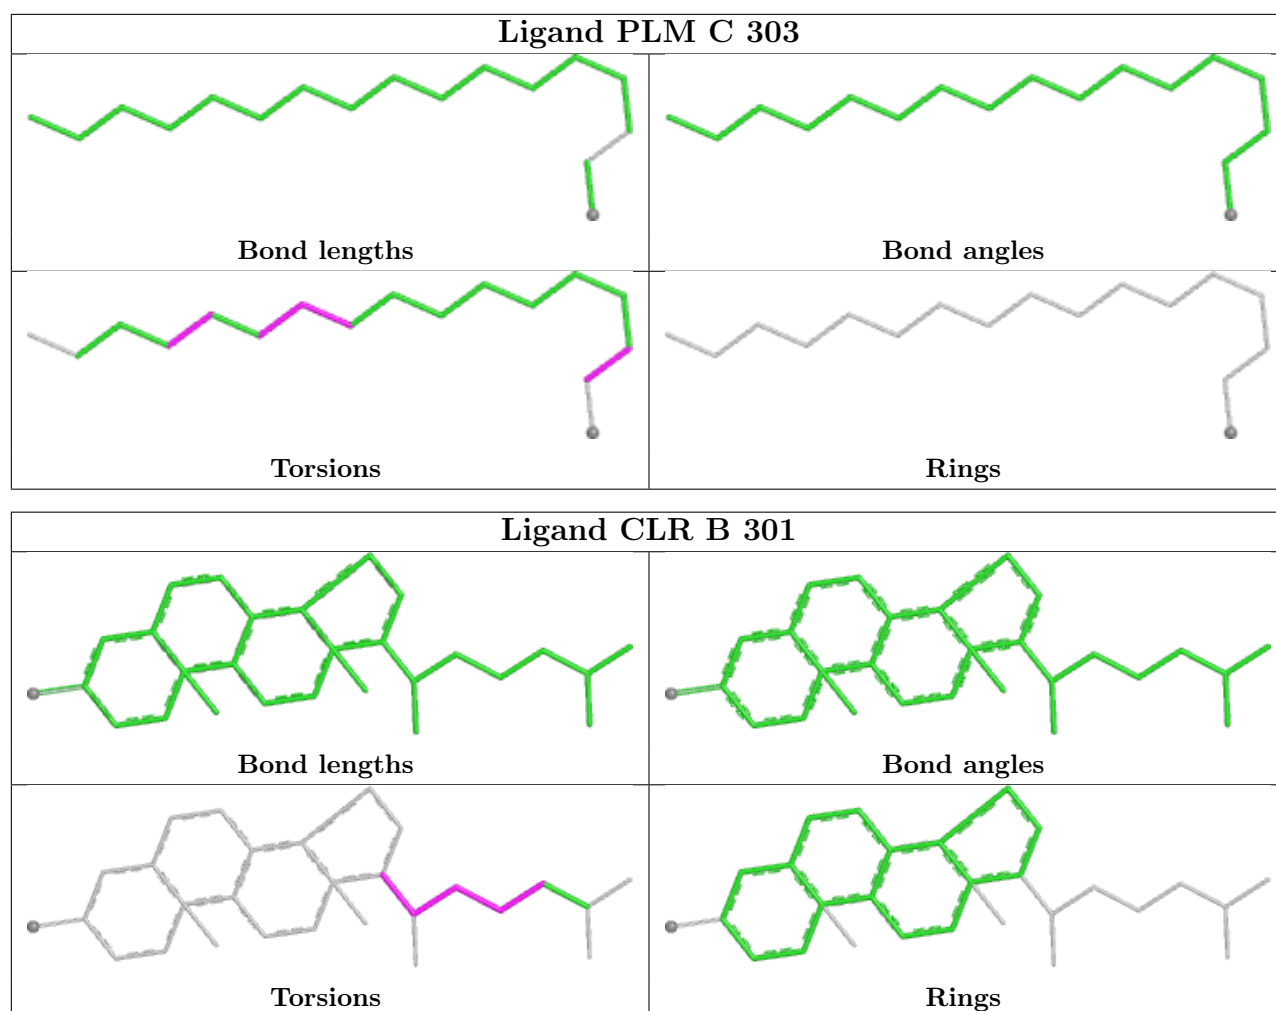 Ligand PLM C 303
Bond lengths
Bond angles
Torsions
Rings
Ligand CLR B 301
Bond lengths
Bond angles
Torsions
Rings